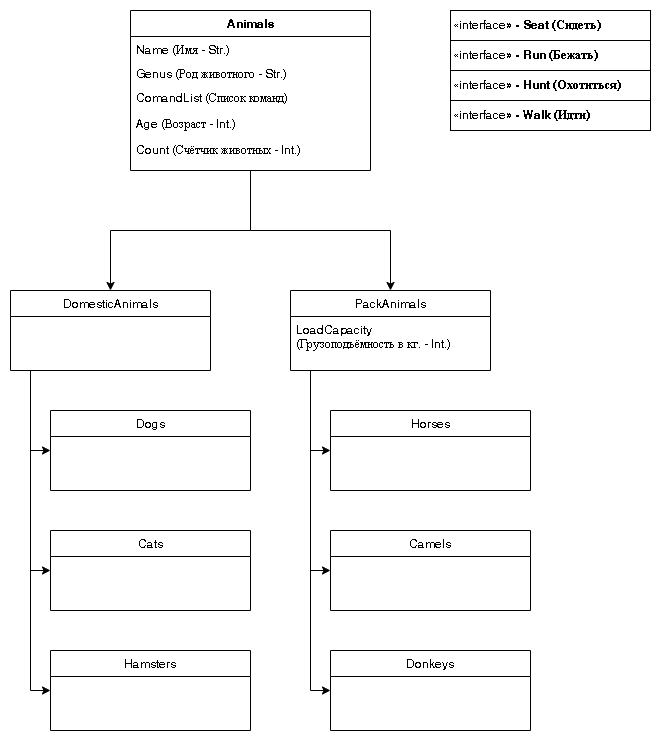 Animals
Name (Имя - Str.)
Genus (Род животного - Str.)
ComandList (Список команд)
Age (Возраст - Int.)
Count (Счётчик животных - Int.)
«interface» - Seat (Сидеть)
«interface» - Run (Бежать)
«interface» - Hunt (Охотиться)
«interface» - Walk (Идти)
DomesticAnimals
PackAnimals
LoadCapacity
(Грузоподъёмность в кг. - Int.)
Dogs
Horses
Cats
Camels
Hamsters
Donkeys